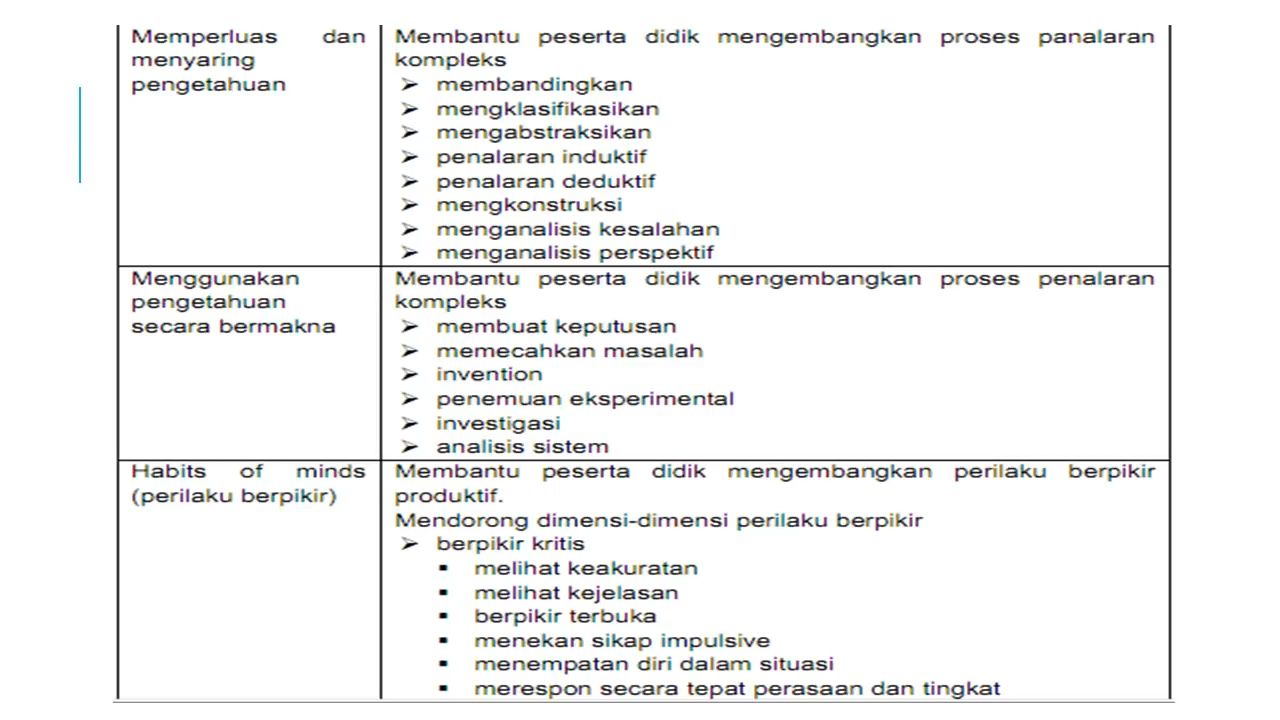 Memperluas dan
menyaring
pengetahuan
Membantu peserta didik mengembangkan proses panalaran
kompleks
➢ membandingkan
➢ mengklasifikasikan
➢ mengabstraksikan
➢ penalaran induktif
➢ penalaran deduktif
➢ mengkonstruksi
➢ menganalisis kesalahan
➢ menganalisis perspektif
Menggunakan
pengetahuan
secara bermakna
Membantu peserta didik mengembangkan proses penalaran
kompleks
➢ membuat keputusan
➢ memecahkan masalah
➢ invention
➢ penemuan eksperimental
➢ investigasi
➢ analisis sistem
Habits of minds
(perilaku berpikir)
Membantu peserta didik mengembangkan perilaku berpikir
produktif.
Mendorong dimensi-dimensi perilaku berpikir
➢ berpikir kritis
▪ melihat keakuratan
▪ melihat kejelasan
▪ berpikir terbuka
▪ menekan sikap impulsive
▪ menempatan diri dalam situasi
▪ merespon secara tepat perasaan dan tingkat